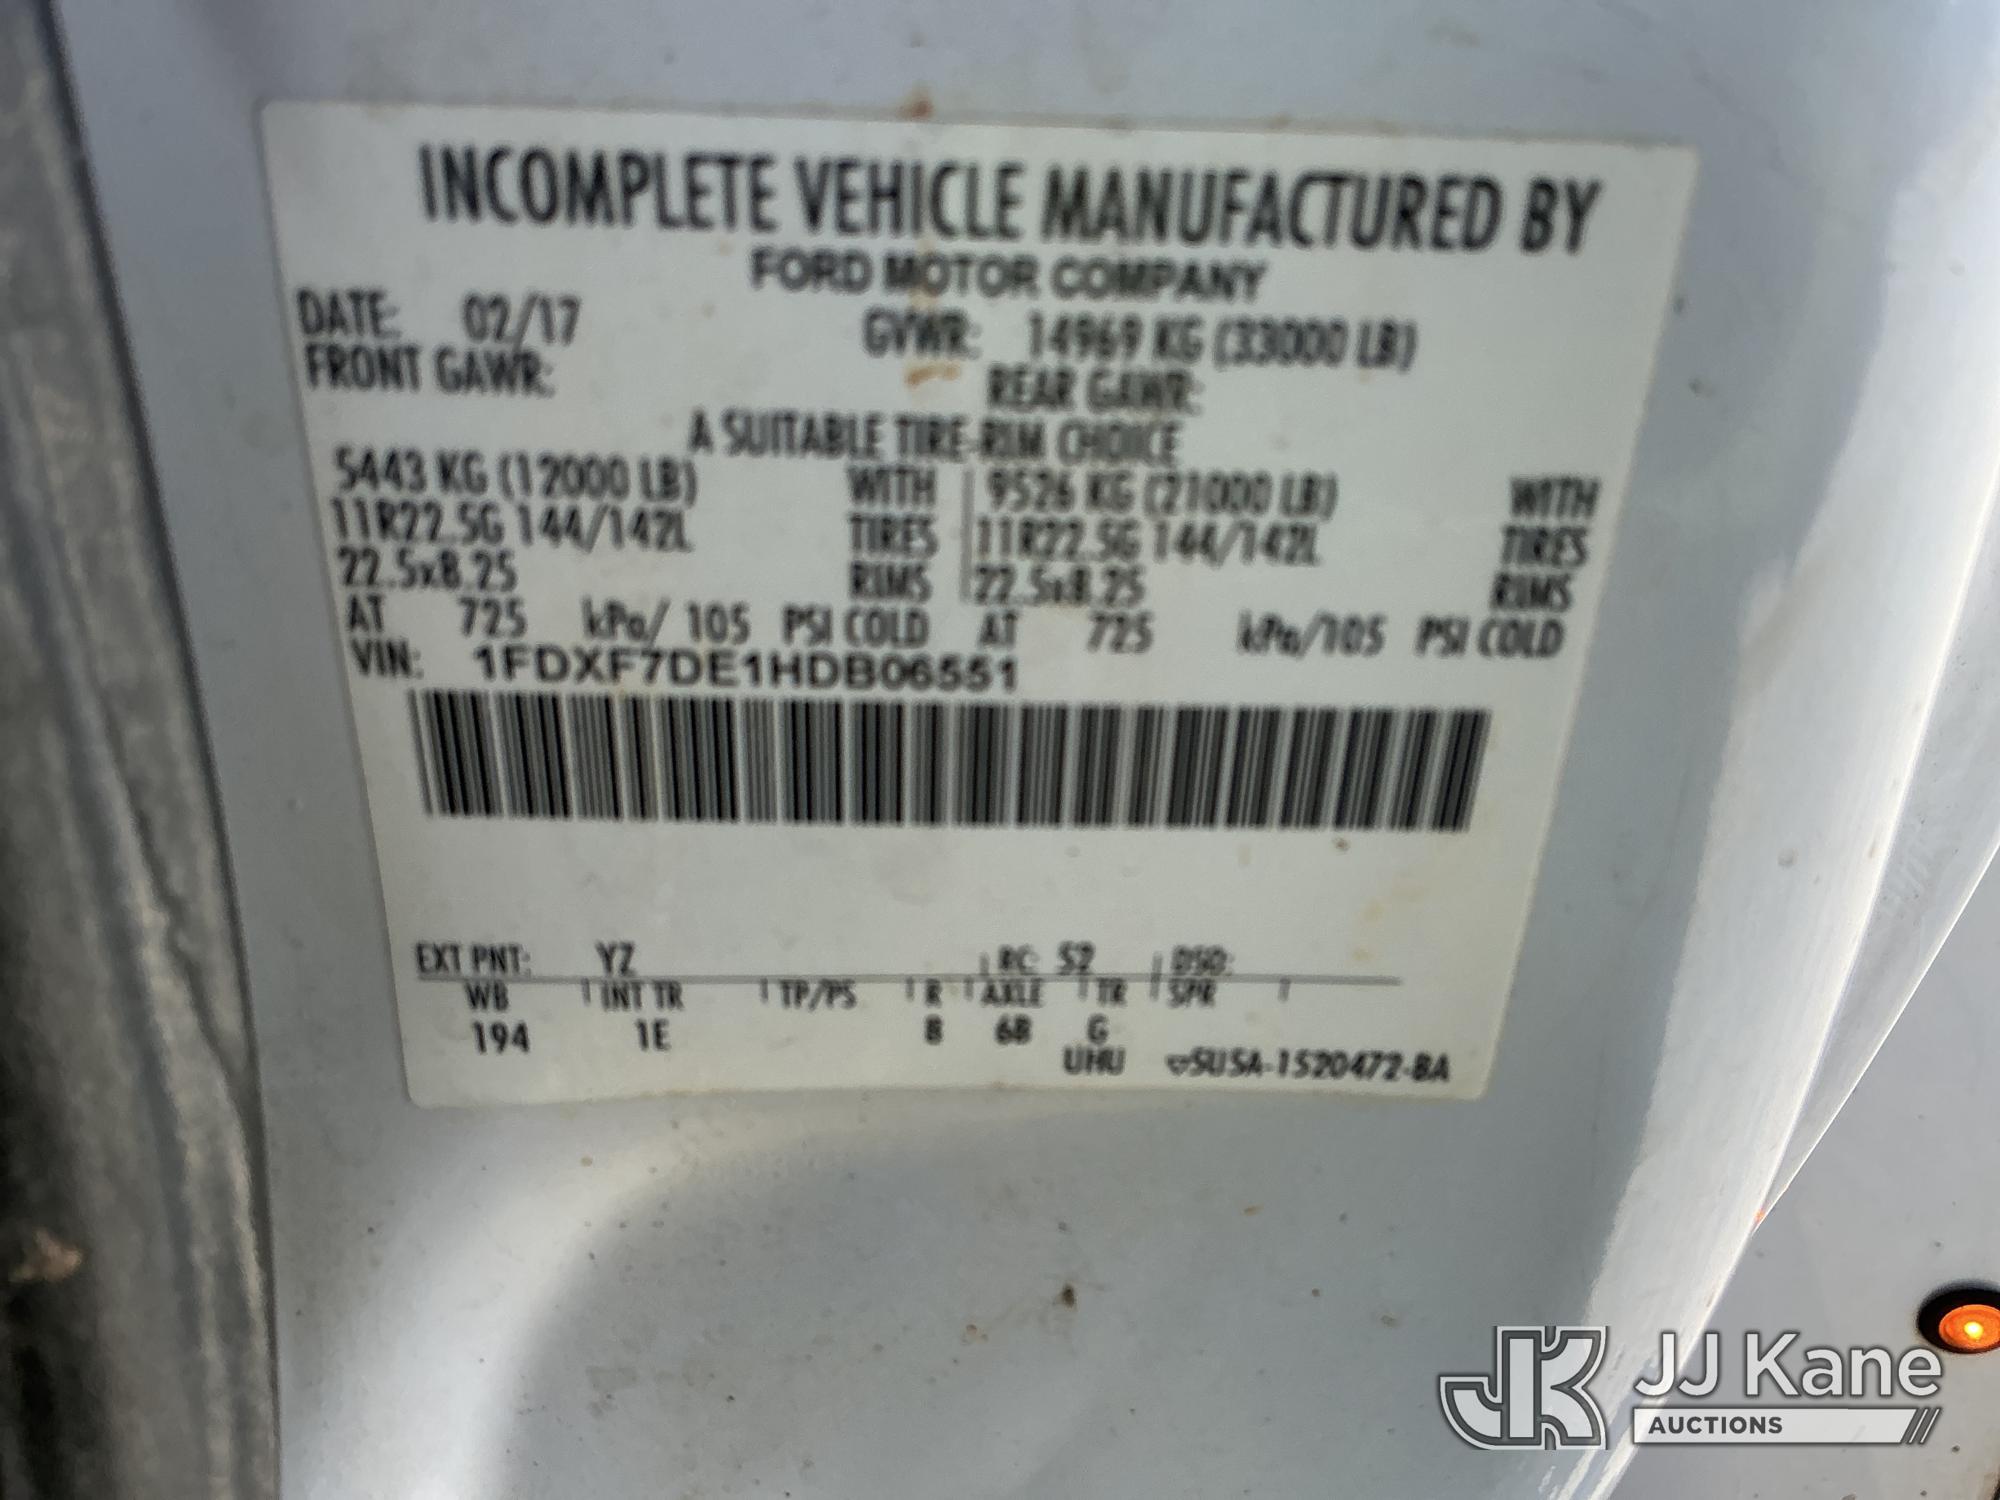 INCOMPLETE VEHICLE MANUFACTURED BY
FORD MOTOR COMPANY
DATE: 02/17 GVWR: 14969 KG (33000 LB)
FRONT GAWR: REAR GAWR:
A SUITABLE TIRE-RIM CHOICE
5443 KG (12000 LB) WITH 9526 KG (21000 LB) WITH
11R22.5G 144/142L TIRES 11R22.5G 144/142L TIRES
22.5x8.25 RIMS 22.5x8.25 RIMS
AT 725 kPa/ 105 PSI COLD AT 725 kPa/105 PSI COLD
VIN: 1FDXF7DE1HDB06551
EXT PNT: YZ RC: 52 DSO:
WB INT TR TP/PS R AXLE TR SPR
194 1E 8 6B G
UHU 5U5A-1520472-BA
JK JJ Kane
AUCTIONS